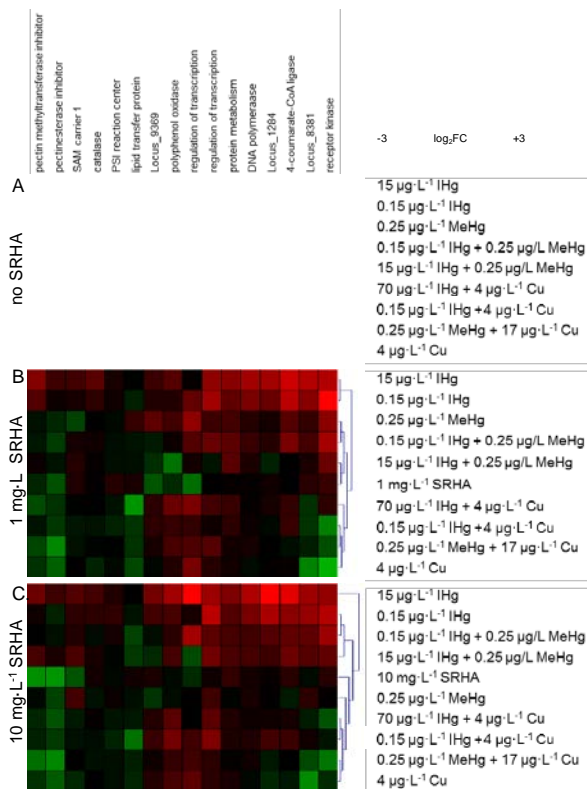 pectin methyltransferase inhibitor
pectinesterase inhibitor
SAM carrier 1
catalase
PSI reaction center
lipid transfer protein
Locus_9369
polyphenol oxidase
regulation of transcription
regulation of transcription
protein metabolism
DNA polymeraase
Locus_1284
4-coumarate-CoA ligase
Locus_8381
receptor kinase
-3 log₂FC +3
A
no SRHA
15 µg·L⁻¹ IHg
0.15 µg·L⁻¹ IHg
0.25 µg·L⁻¹ MeHg
0.15 µg·L⁻¹ IHg + 0.25 µg/L MeHg
15 µg·L⁻¹ IHg + 0.25 µg/L MeHg
70 µg·L⁻¹ IHg + 4 µg·L⁻¹ Cu
0.15 µg·L⁻¹ IHg +4 µg·L⁻¹ Cu
0.25 µg·L⁻¹ MeHg + 17 µg·L⁻¹ Cu
4 µg·L⁻¹ Cu
B
1 mg·L SRHA
15 µg·L⁻¹ IHg
0.15 µg·L⁻¹ IHg
0.25 µg·L⁻¹ MeHg
0.15 µg·L⁻¹ IHg + 0.25 µg/L MeHg
15 µg·L⁻¹ IHg + 0.25 µg/L MeHg
1 mg·L⁻¹ SRHA
70 µg·L⁻¹ IHg + 4 µg·L⁻¹ Cu
0.15 µg·L⁻¹ IHg +4 µg·L⁻¹ Cu
0.25 µg·L⁻¹ MeHg + 17 µg·L⁻¹ Cu
4 µg·L⁻¹ Cu
C
10 mg·L⁻¹ SRHA
15 µg·L⁻¹ IHg
0.15 µg·L⁻¹ IHg
0.15 µg·L⁻¹ IHg + 0.25 µg/L MeHg
15 µg·L⁻¹ IHg + 0.25 µg/L MeHg
10 mg·L⁻¹ SRHA
0.25 µg·L⁻¹ MeHg
70 µg·L⁻¹ IHg + 4 µg·L⁻¹ Cu
0.15 µg·L⁻¹ IHg +4 µg·L⁻¹ Cu
0.25 µg·L⁻¹ MeHg + 17 µg·L⁻¹ Cu
4 µg·L⁻¹ Cu